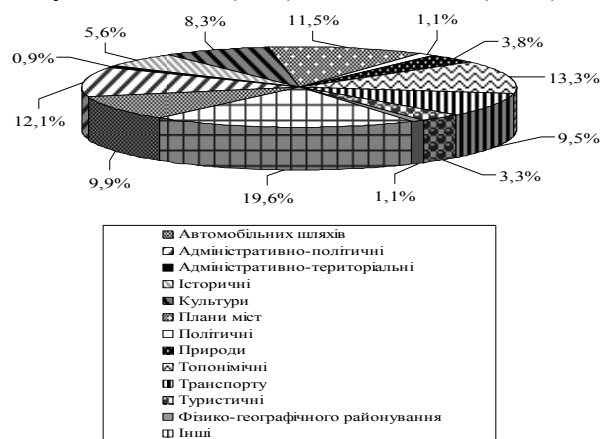 8,3%
11,5%
1,1%
5,6%
3,8%
0,9%
13,3%
12,1%
9,5%
9,9%
3,3%
19,6%
1,1%
Автомобільних шляхів
Адміністративно-політичні
Адміністративно-територіальні
Історичні
Культури
Плани міст
Політичні
Природи
Топонімічні
Транспорту
Туристичні
Фізико-географічного районування
Інші